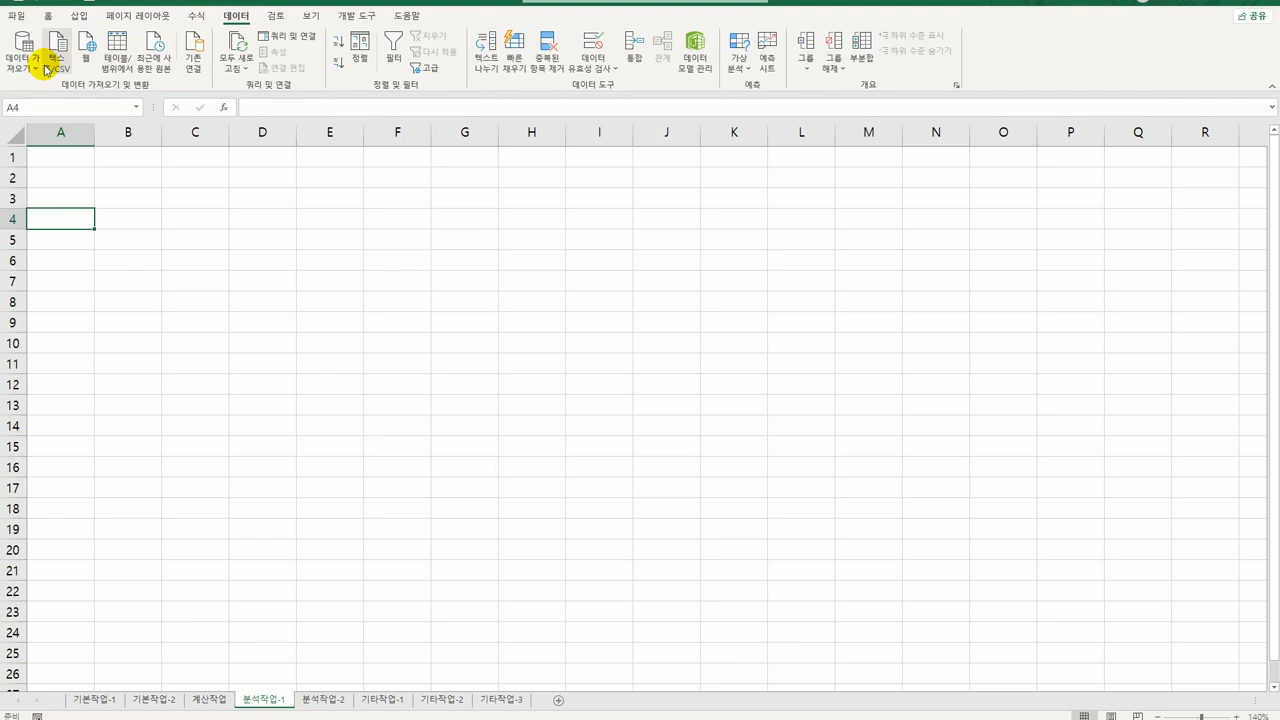 파일 홈 삽입 페이지 레이아웃 수식 데이터 검토 보기 개발 도구 도움말 공유
데이터 가져오기
웹
테이블/범위에서
최근에 사용한 원본
기존 연결
데이터 가져오기 및 변환
모두 새로 고침
쿼리 및 연결
속성
연결 편집
쿼리 및 연결
정렬
필터
지우기
다시 적용
고급
정렬 및 필터
텍스트 나누기
빠른 채우기
중복된 항목 제거
데이터 유효성 검사
통합
관계
데이터 모델 관리
데이터 도구
가상 분석
예측 시트
예측
그룹
그룹 해제
부분합
하위 수준 표시
하위 수준 숨기기
개요
A4
fx
A B C D E F G H I J K L M N O P Q R
1
2
3
4
5
6
7
8
9
10
11
12
13
14
15
16
17
18
19
20
21
22
23
24
25
26
기본작업-1 기본작업-2 계산작업 분석작업-1 분석작업-2 기타작업-1 기타작업-2 기타작업-3
준비
140%